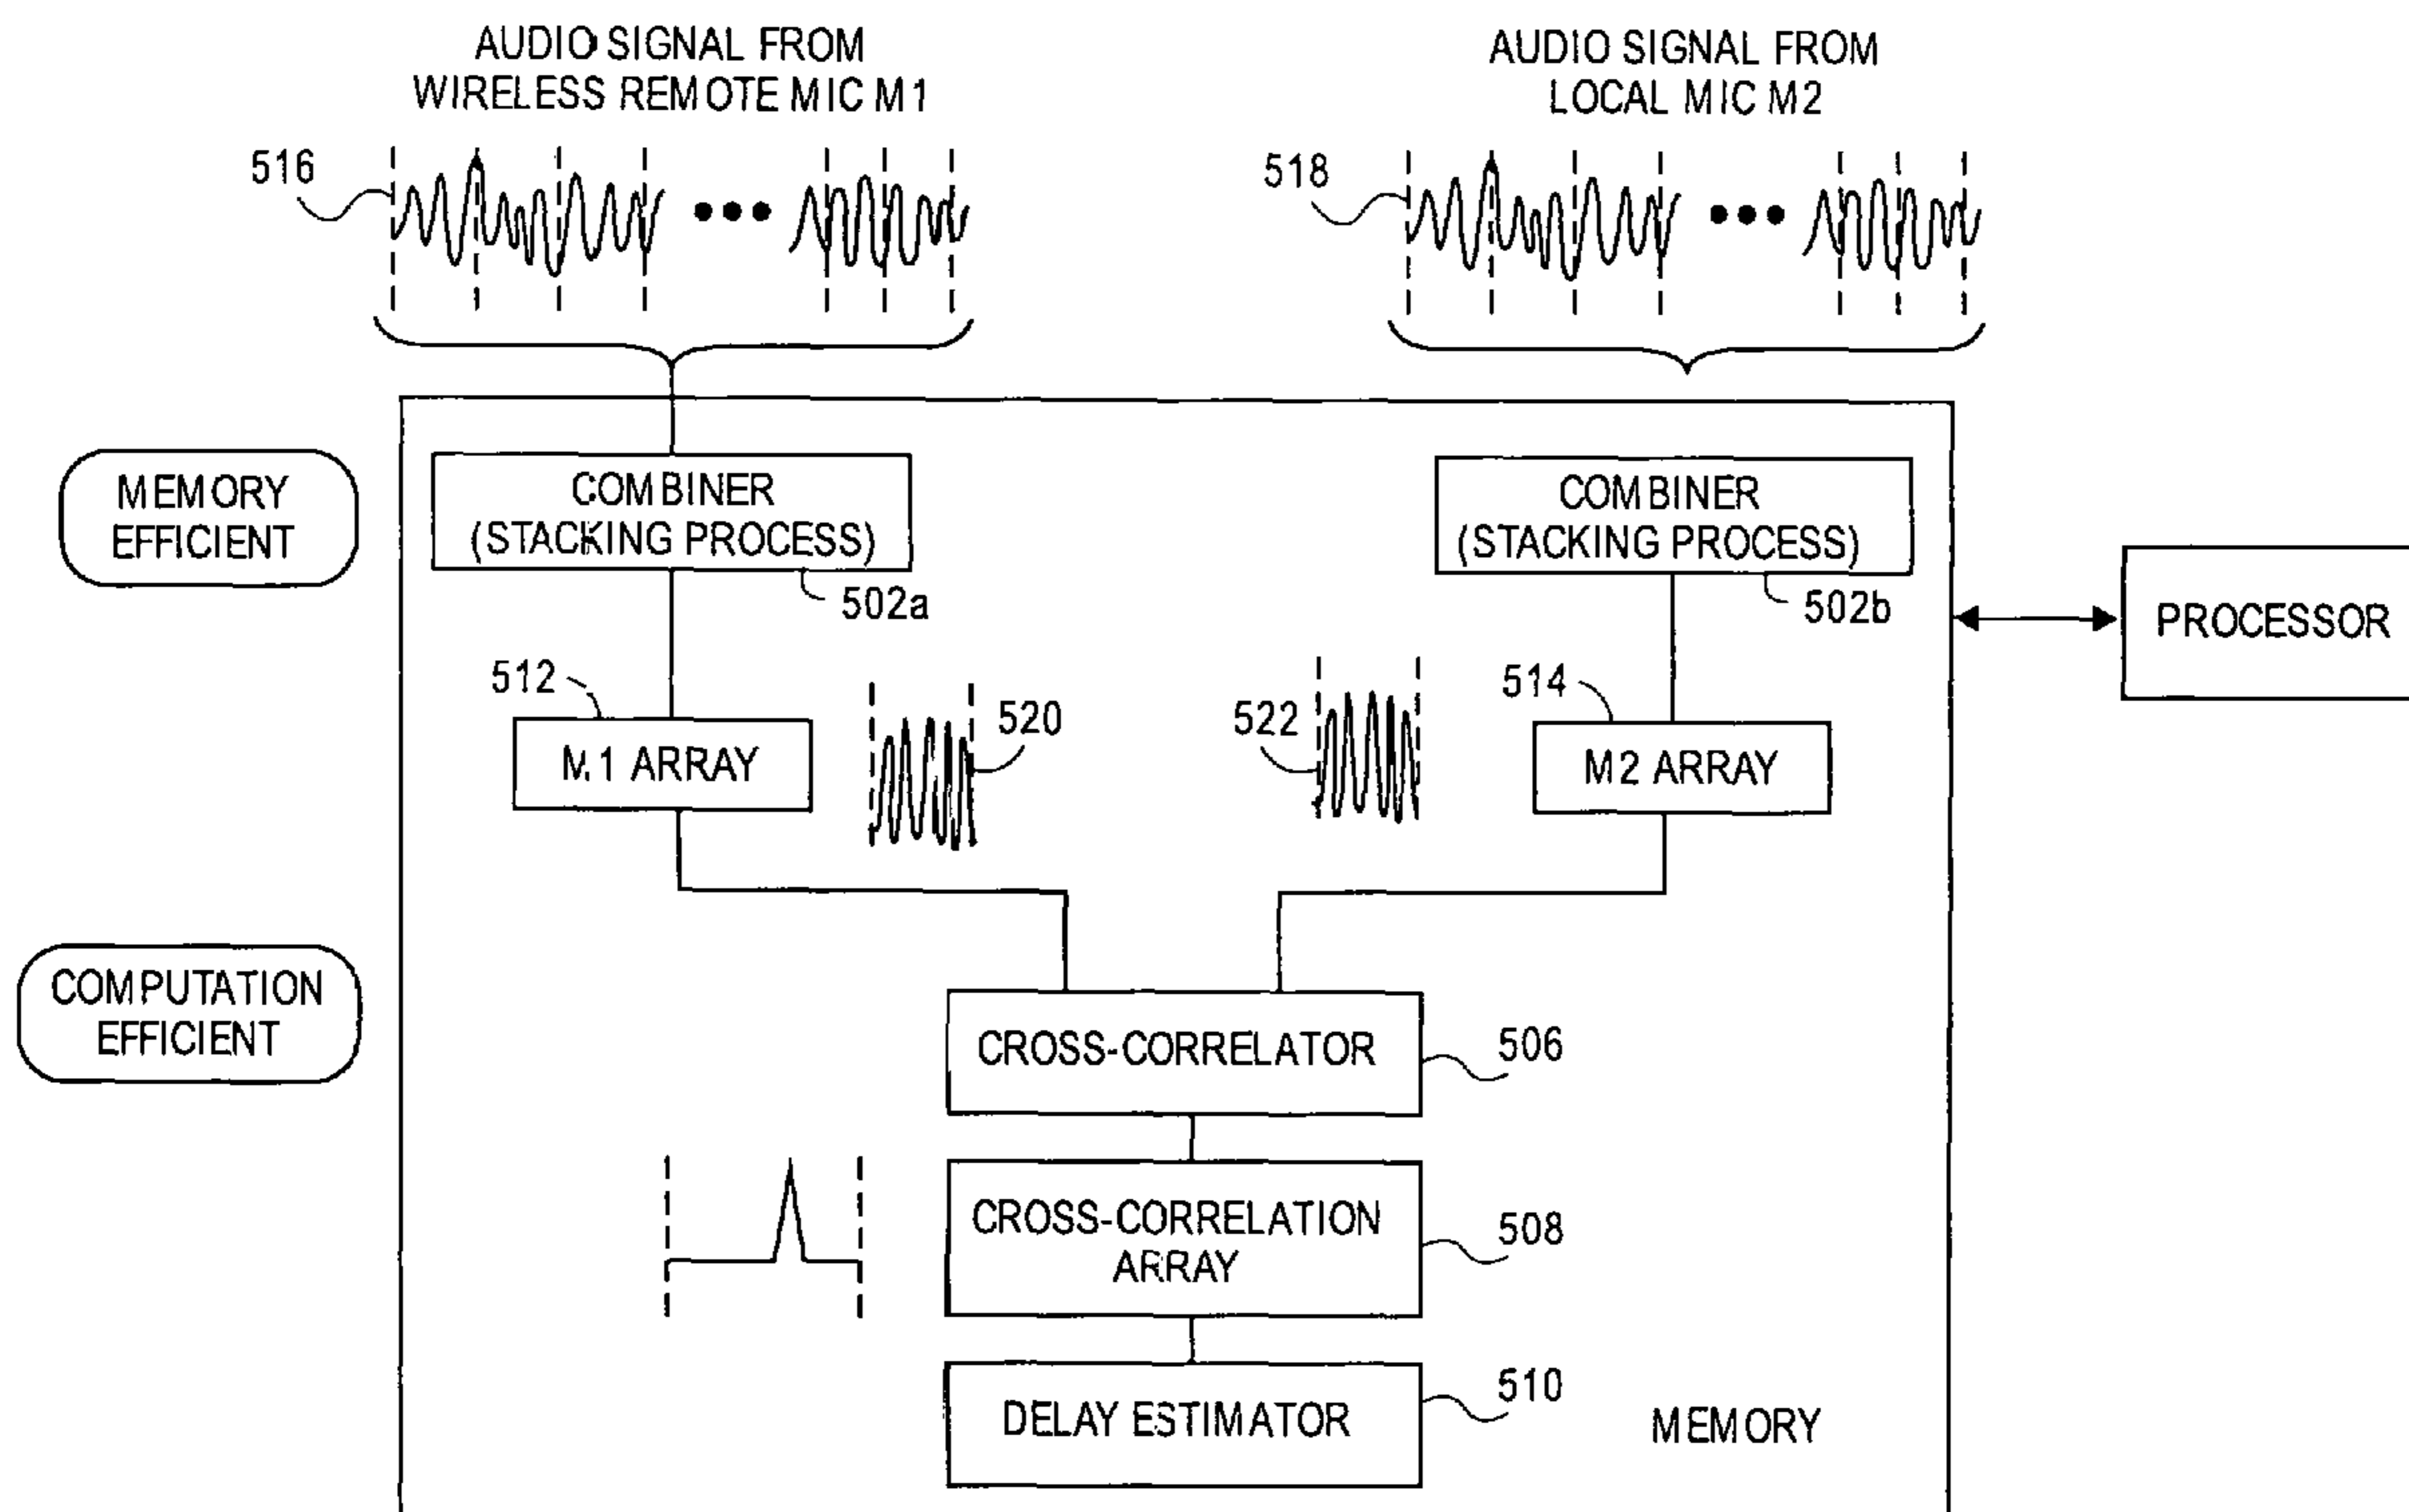 AUDIO SIGNAL FROM
WIRELESS REMOTE MIC M1
AUDIO SIGNAL FROM
LOCAL MIC M2
516
518
MEMORY
EFFICIENT
COMBINER
(STACKING PROCESS)
502a
COMBINER
(STACKING PROCESS)
502b
PROCESSOR
512
520
522
514
M1 ARRAY
M2 ARRAY
COMPUTATION
EFFICIENT
CROSS-CORRELATOR
506
CROSS-CORRELATION
ARRAY
508
DELAY ESTIMATOR
510
MEMORY